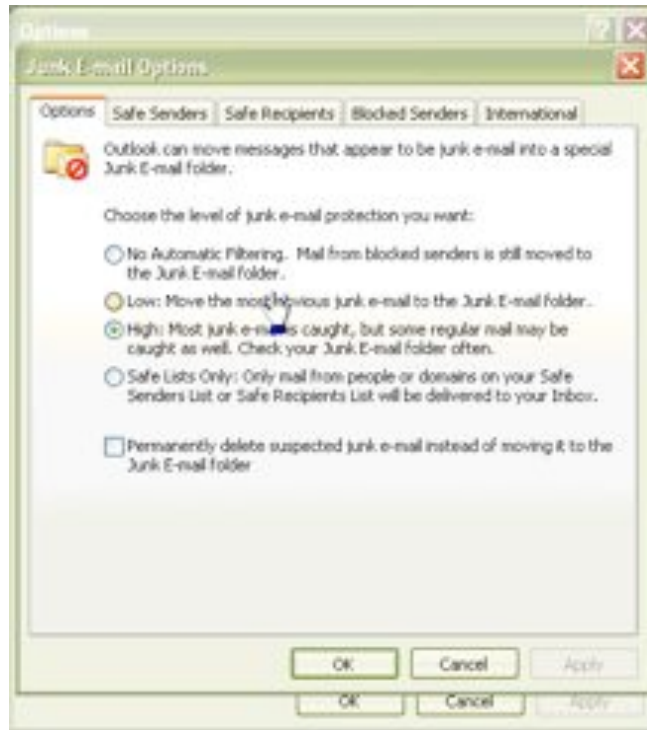 Options
Junk E-mail Options
Options Safe Senders Safe Recipients Blocked Senders International
Outlook can move messages that appear to be junk e-mail into a special
Junk E-mail folder.
Choose the level of junk e-mail protection you want:
No Automatic Filtering. Mail from blocked senders is still moved to
the Junk E-mail folder.
Low: Move the most obvious junk e-mail to the Junk E-mail folder.
High: Most junk e-mail is caught, but some regular mail may be
caught as well. Check your Junk E-mail folder often.
Safe Lists Only: Only mail from people or domains on your Safe
Senders List or Safe Recipients List will be delivered to your Inbox.
Permanently delete suspected junk e-mail instead of moving it to the
Junk E-mail folder
OK Cancel Apply
OK Cancel Apply